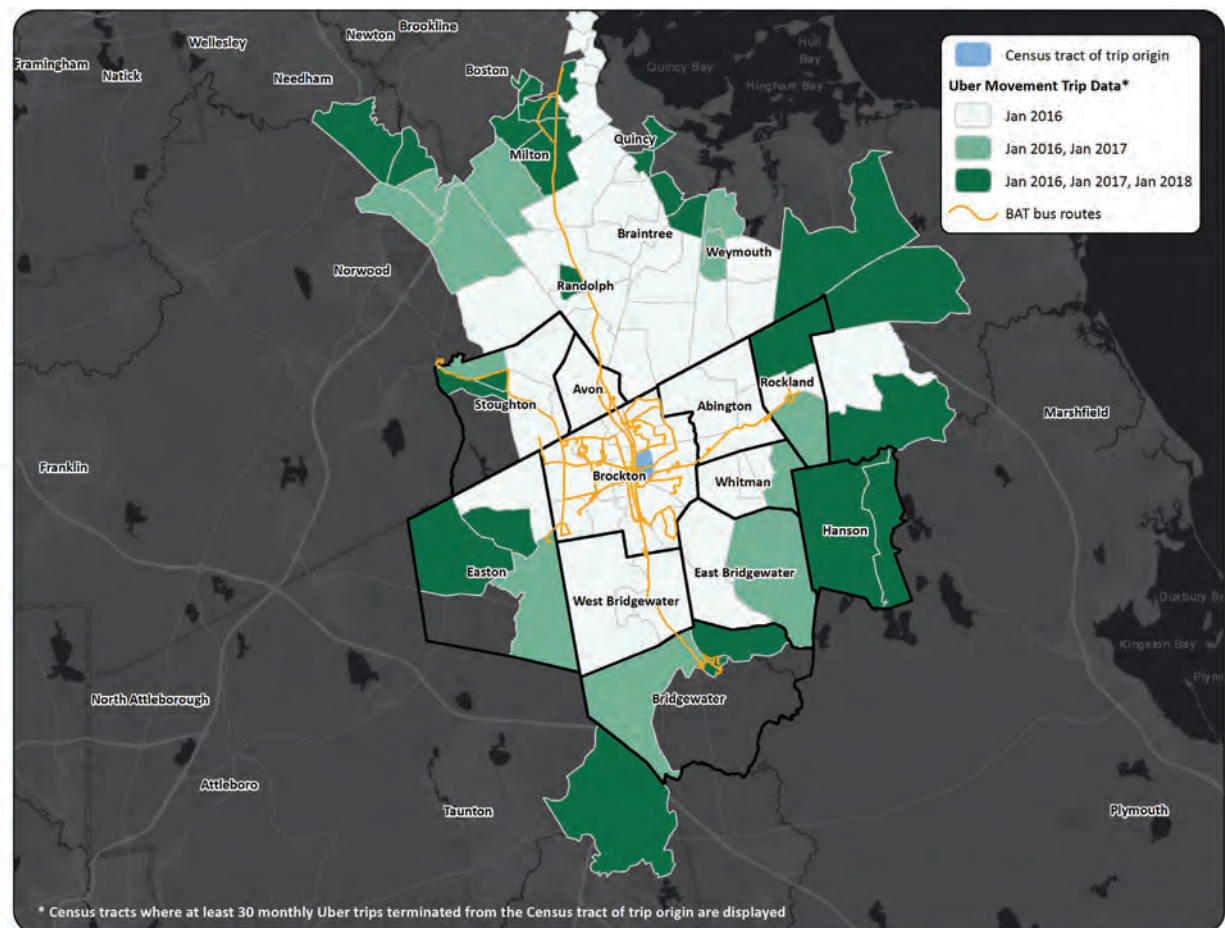 Brookline
Newton
Wellesley
Framingham
Natick
Needham
Boston
Quincy Bay
Hull
Bay
Hingham Bay
Census tract of trip origin
Uber Movement Trip Data*
Jan 2016
Jan 2016, Jan 2017
Jan 2016, Jan 2017, Jan 2018
BAT bus routes
Quincy
Milton
Braintree
Weymouth
Norwood
Randolph
Avon
Stoughton
Abington
Rockland
Marshfield
Franklin
Brockton
Whitman
Hanson
Easton
East Bridgewater
West Bridgewater
Duxbury Ba
Kingston Bay
Plym
North Attleborough
Bridgewater
Attleboro
Taunton
Plymouth
* Census tracts where at least 30 monthly Uber trips terminated from the Census tract of trip origin are displayed